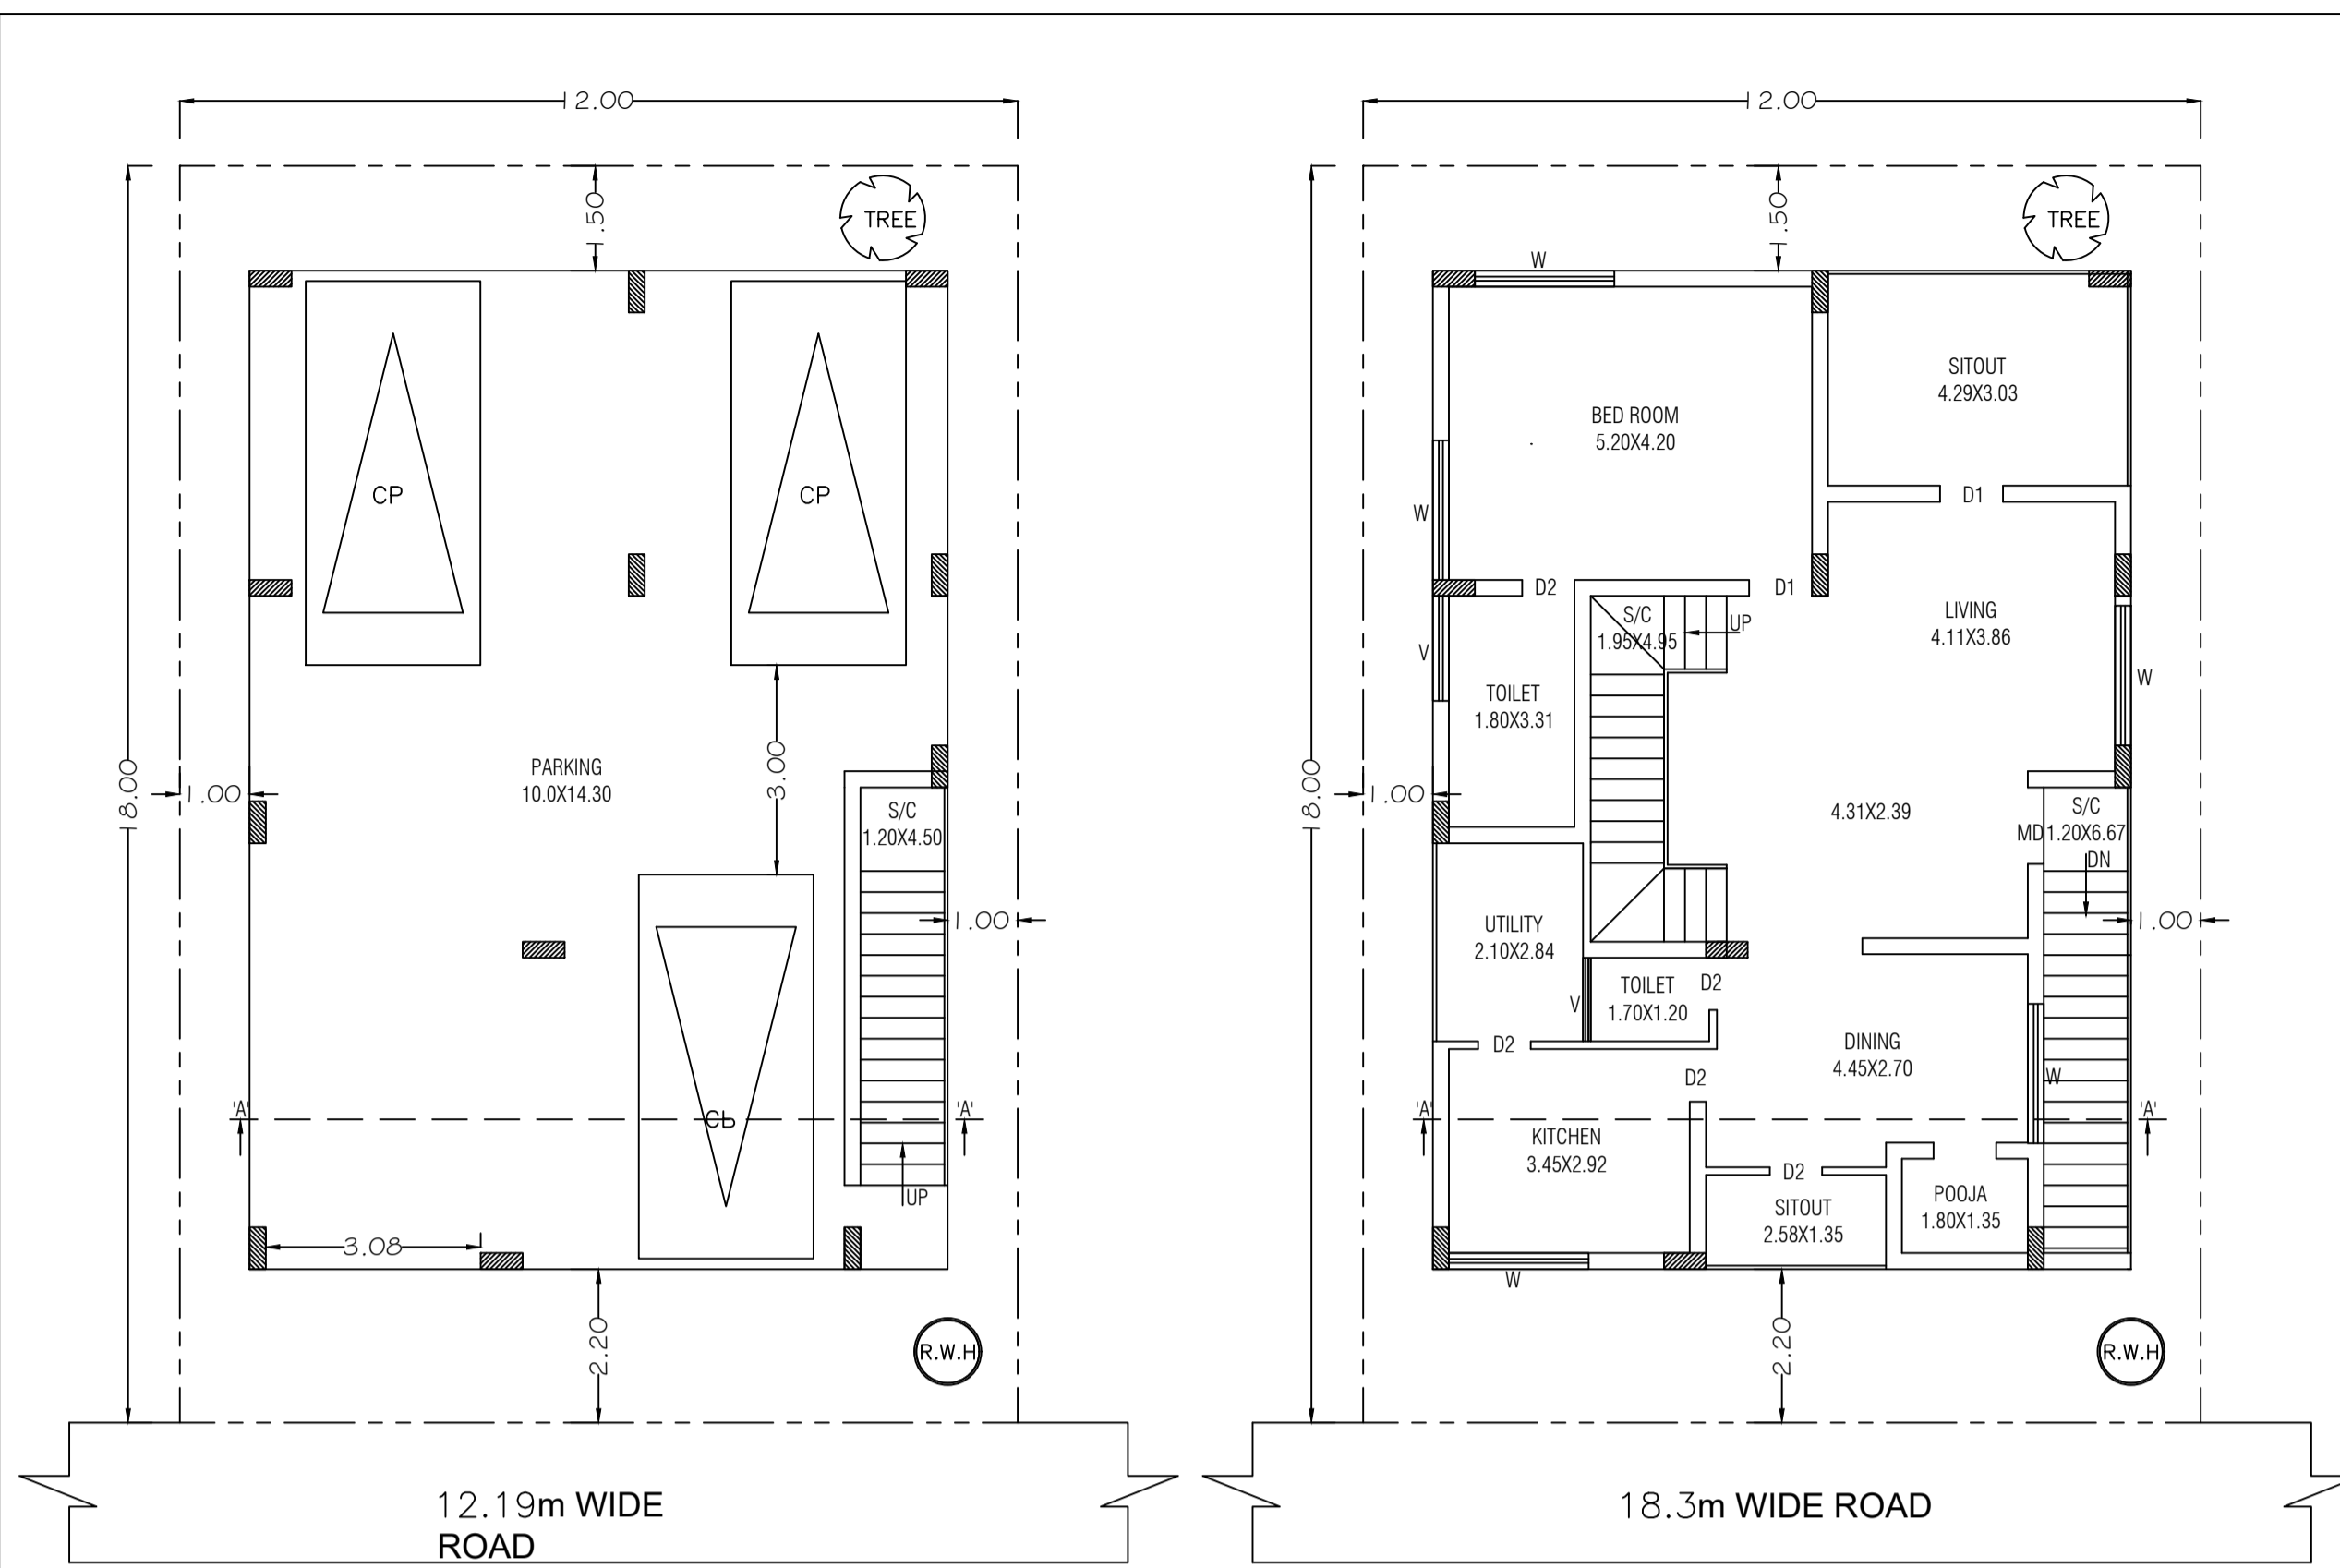 12.00
1.50
TREE
CP
CP
18.00
1.00
PARKING
10.0X14.30
3.00
S/C
1.20X4.50
1.00
'A'
'A'
CP
UP
3.08
2.20
R.W.H
12.19m WIDE
ROAD
12.00
1.50
TREE
W
SITOUT
4.29X3.03
BED ROOM
5.20X4.20
W
D1
D2
D1
S/C
1.95X4.95
UP
LIVING
4.11X3.86
V
W
TOILET
1.80X3.31
18.00
1.00
4.31X2.39
S/C
MD 1.20X6.67
DN
1.00
UTILITY
2.10X2.84
TOILET
1.70X1.20
D2
V
D2
DINING
4.45X2.70
D2
W
'A'
'A'
KITCHEN
3.45X2.92
D2
SITOUT
2.58X1.35
POOJA
1.80X1.35
W
2.20
R.W.H
18.3m WIDE ROAD